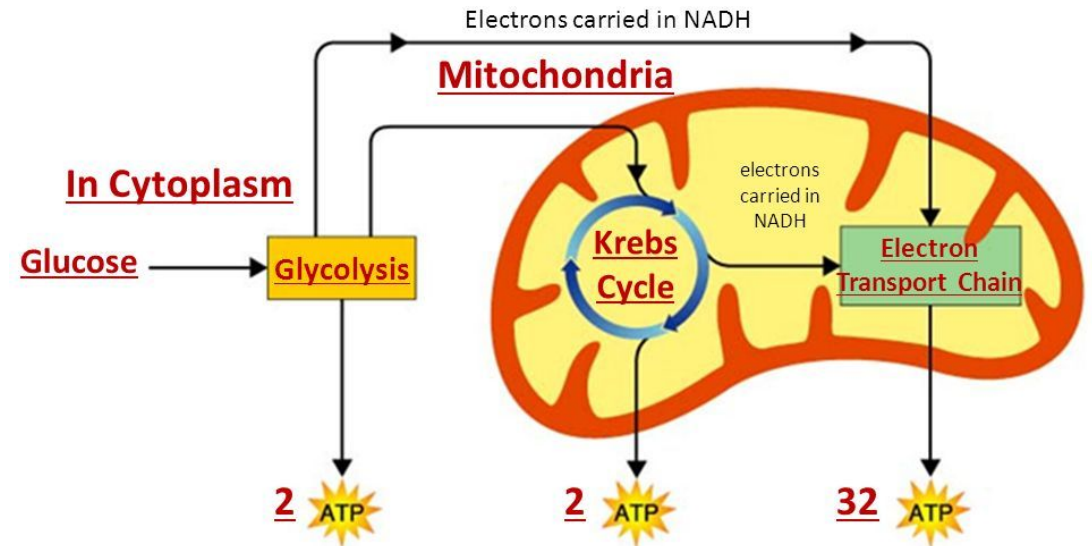 Electrons carried in NADH
Mitochondria
In Cytoplasm
electrons
carried in
NADH
Glucose
Glycolysis
Krebs
Cycle
Electron
Transport Chain
2 ATP
2 ATP
32 ATP